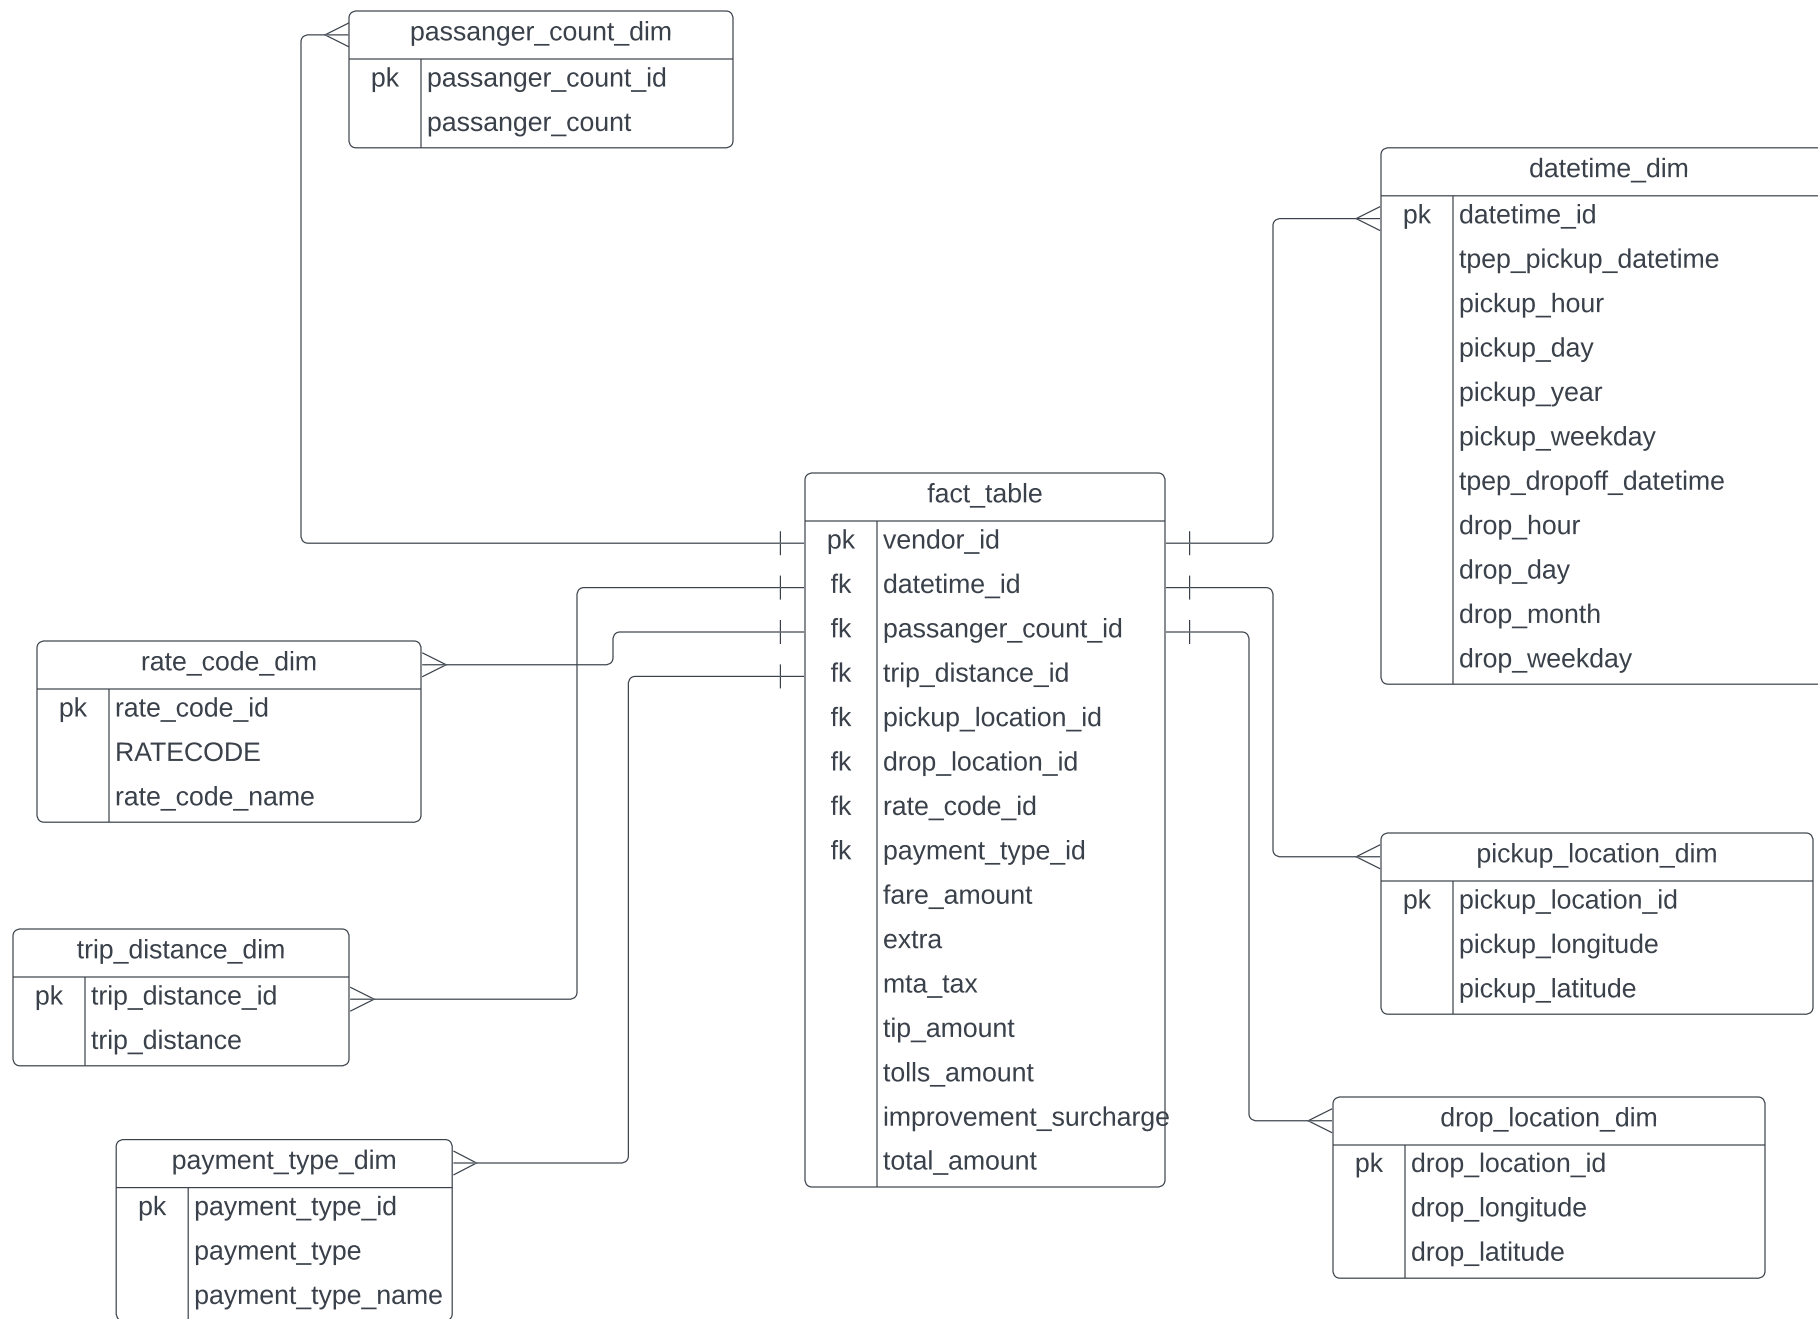 passanger_count_dim
pk passanger_count_id
passanger_count
datetime_dim
pk datetime_id
tpep_pickup_datetime
pickup_hour
pickup_day
pickup_year
pickup_weekday
tpep_dropoff_datetime
drop_hour
drop_day
drop_month
drop_weekday
fact_table
pk vendor_id
fk datetime_id
fk passanger_count_id
fk trip_distance_id
fk pickup_location_id
fk drop_location_id
fk rate_code_id
fk payment_type_id
fare_amount
extra
mta_tax
tip_amount
tolls_amount
improvement_surcharge
total_amount
rate_code_dim
pk rate_code_id
RATECODE
rate_code_name
trip_distance_dim
pk trip_distance_id
trip_distance
payment_type_dim
pk payment_type_id
payment_type
payment_type_name
pickup_location_dim
pk pickup_location_id
pickup_longitude
pickup_latitude
drop_location_dim
pk drop_location_id
drop_longitude
drop_latitude